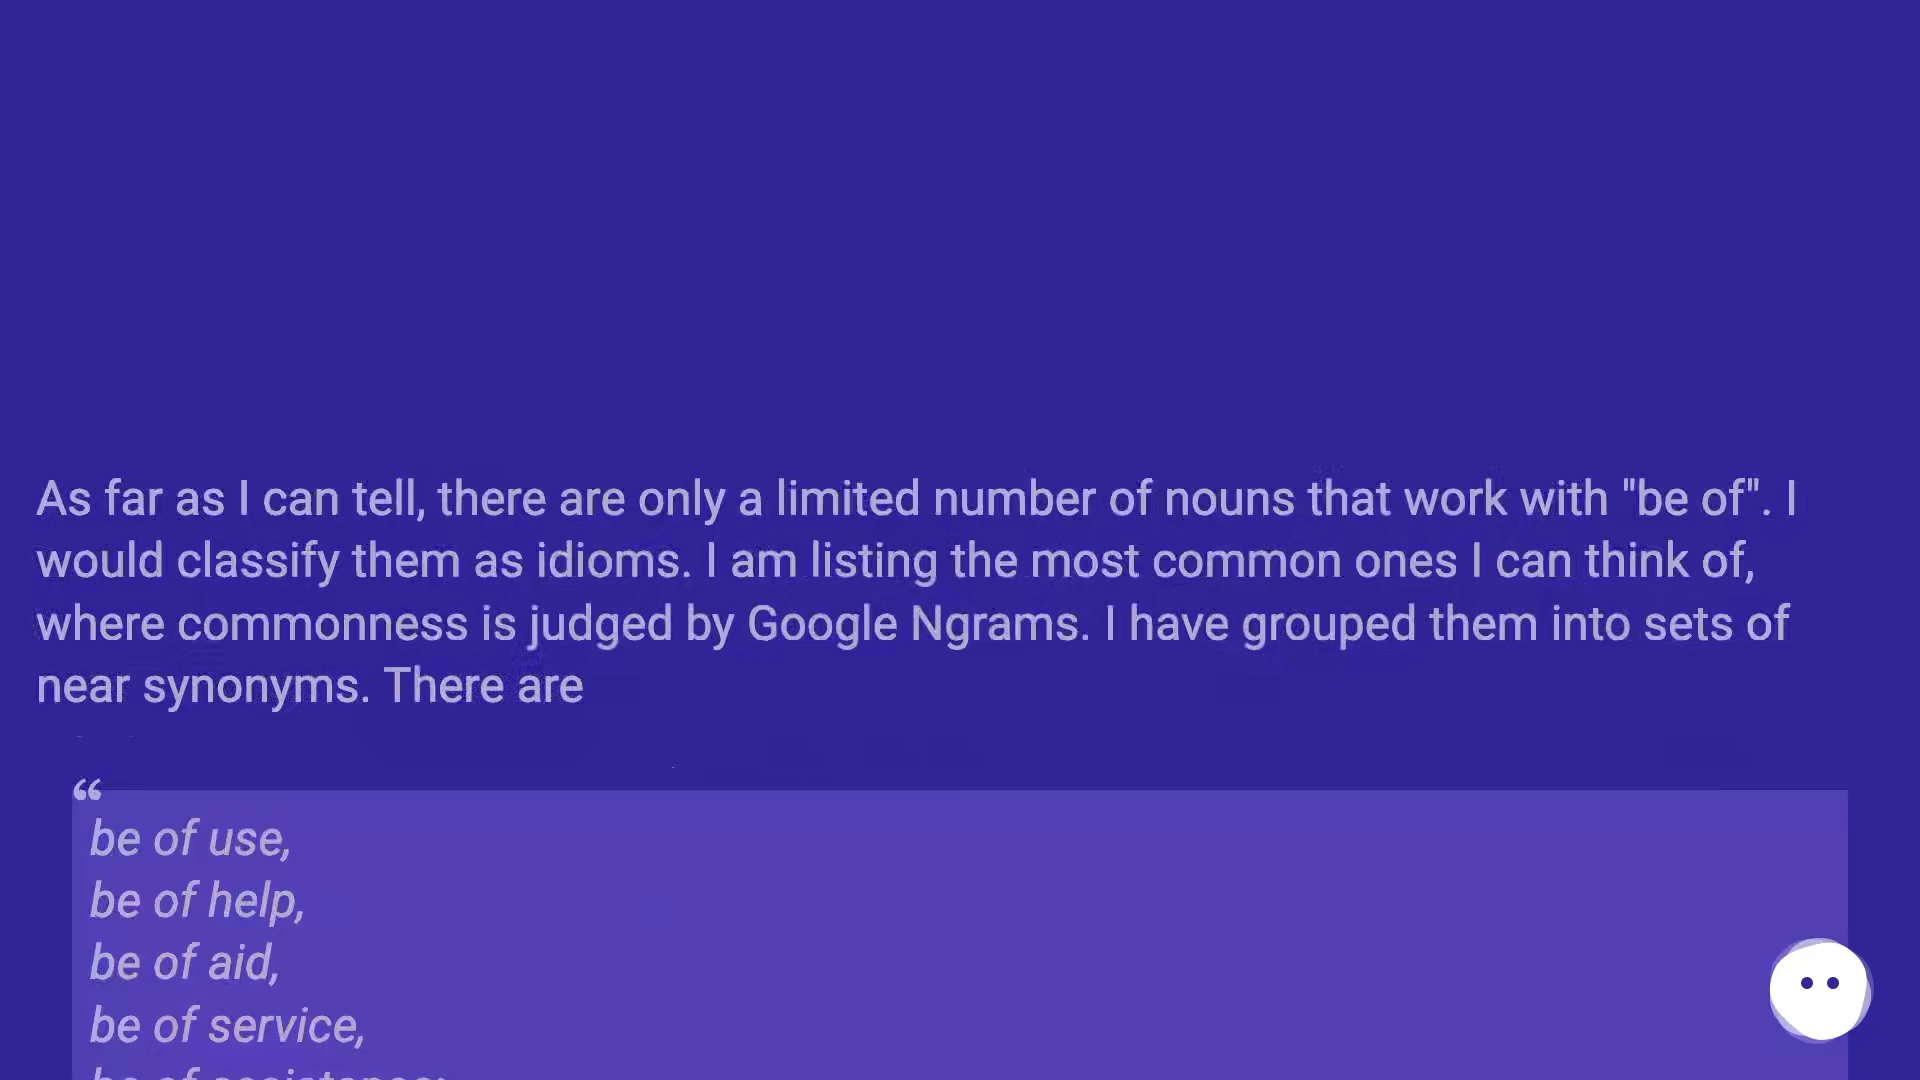 As far as I can tell, there are only a limited number of nouns that work with "be of". I
would classify them as idioms. I am listing the most common ones I can think of,
where commonness is judged by Google Ngrams. I have grouped them into sets of
near synonyms. There are
“
be of use,
be of help,
be of aid,
be of service,
be of assistance;